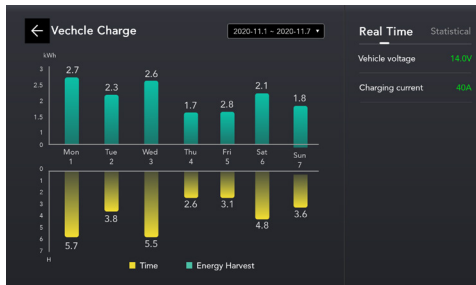 Vechcle Charge
2020-11.1 ~ 2020-11.7
Real Time Statistical
Vehicle voltage 14.0V
Charging current 40A
kWh
3
2.5
2
1.5
1
0
2.7 2.3 2.6 1.7 2.8 2.1 1.8
Mon Tue Wed Thu Fri Sat Sun
1 2 3 4 5 6 7
0
1
2
3
4
5
6
7
H
5.7 3.8 5.5 2.6 3.1 4.8 3.6
Time Energy Harvest